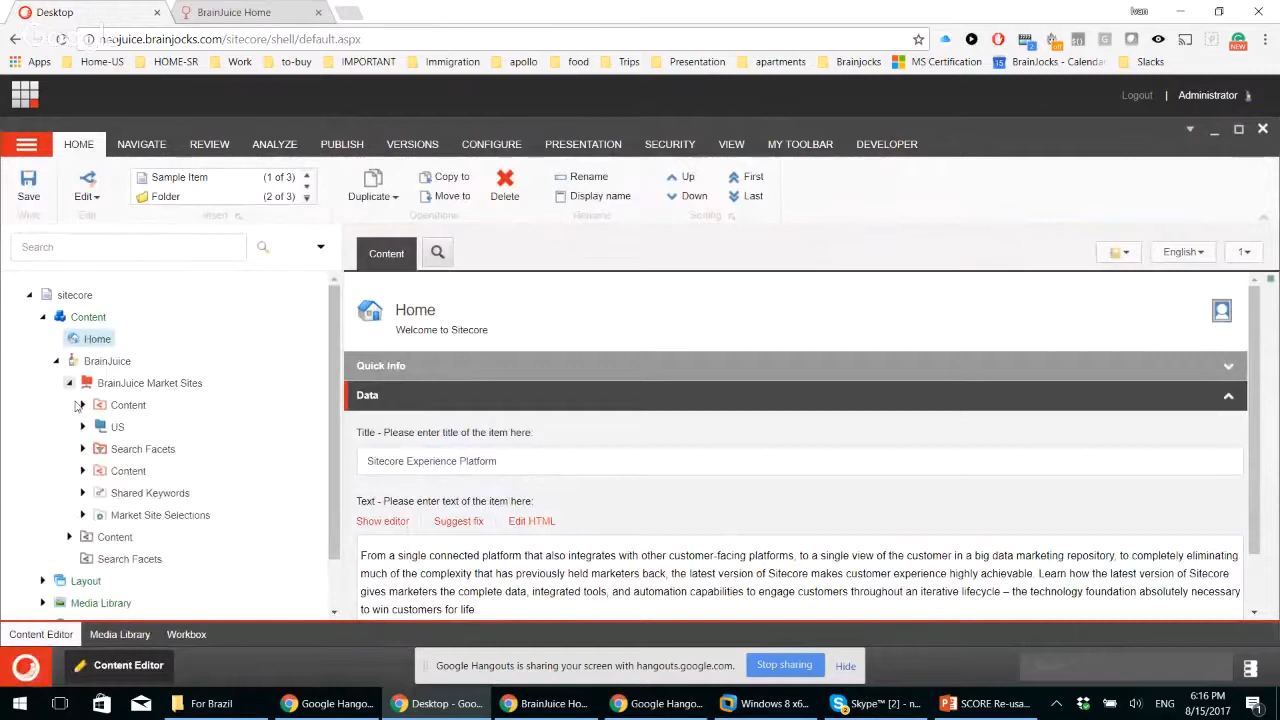 Desktop
BrainJuice Home
Ivan
ojuice.brainjocks.com/sitecore/shell/default.aspx
Apps Home-US HOME-SR Work to-buy IMPORTANT Immigration apollo food Trips Presentation apartments Brainjocks MS Certification BrainJocks - Calenda Slacks
Logout | Administrator
HOME NAVIGATE REVIEW ANALYZE PUBLISH VERSIONS CONFIGURE PRESENTATION SECURITY VIEW MY TOOLBAR DEVELOPER
Sample Item (1 of 3) Copy to Rename Up First
Save Edit Folder (2 of 3) Duplicate Move to Delete Display name Down Last
Write Edit Insert Operations Rename Sorting
Search
Content
English
1
sitecore
Content
Home
BrainJuice
BrainJuice Market Sites
Content
US
Search Facets
Content
Shared Keywords
Market Site Selections
Content
Search Facets
Layout
Media Library
Home
Welcome to Sitecore
Quick Info
Data
Title - Please enter title of the item here:
Sitecore Experience Platform
Text - Please enter text of the item here:
Show editor Suggest fix Edit HTML
From a single connected platform that also integrates with other customer-facing platforms, to a single view of the customer in a big data marketing repository, to completely eliminating
much of the complexity that has previously held marketers back, the latest version of Sitecore makes customer experience highly achievable. Learn how the latest version of Sitecore
gives marketers the complete data, integrated tools, and automation capabilities to engage customers throughout an iterative lifecycle – the technology foundation absolutely necessary
to win customers for life
Content Editor Media Library Workbox
Content Editor
Google Hangouts is sharing your screen with hangouts.google.com. Stop sharing Hide
For Brazil Google Hango... Desktop - Goo... BrainJuice Ho... Google Hango... Windows 8 x6... Skype™ [2] - n... SCORE Re-usa...
ENG
6:16 PM
8/15/2017